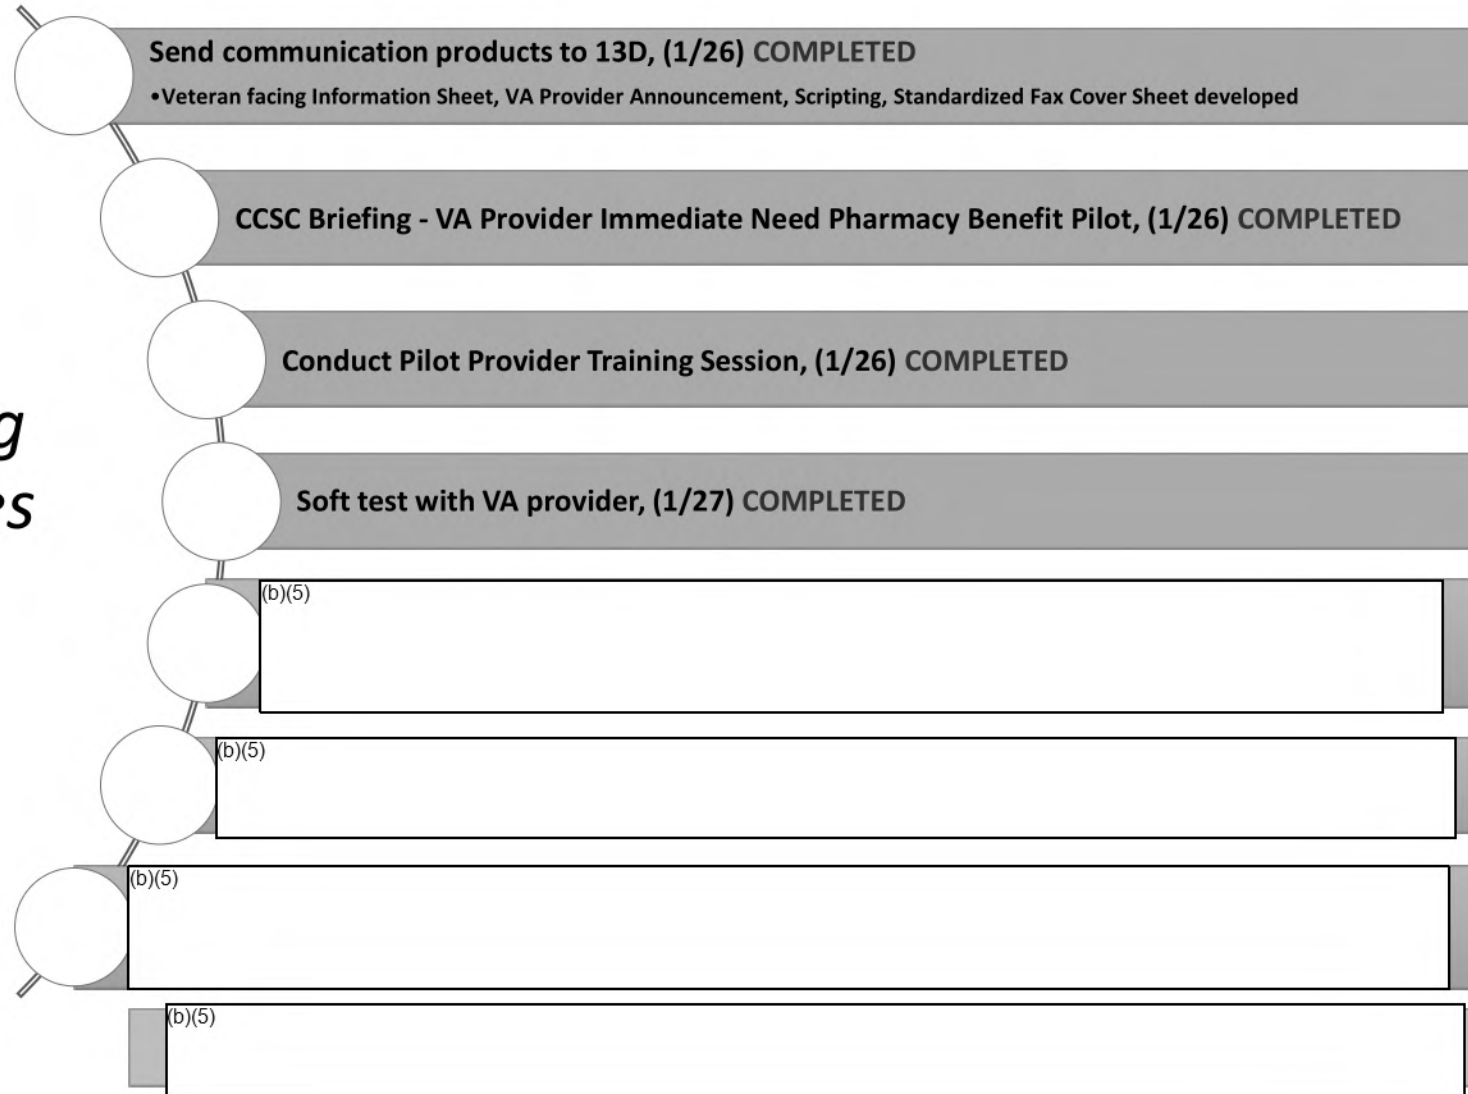 Send communication products to 13D, (1/26) COMPLETED
•Veteran facing Information Sheet, VA Provider Announcement, Scripting, Standardized Fax Cover Sheet developed
CCSC Briefing - VA Provider Immediate Need Pharmacy Benefit Pilot, (1/26) COMPLETED
Conduct Pilot Provider Training Session, (1/26) COMPLETED
Soft test with VA provider, (1/27) COMPLETED
(b)(5)
(b)(5)
(b)(5)
(b)(5)